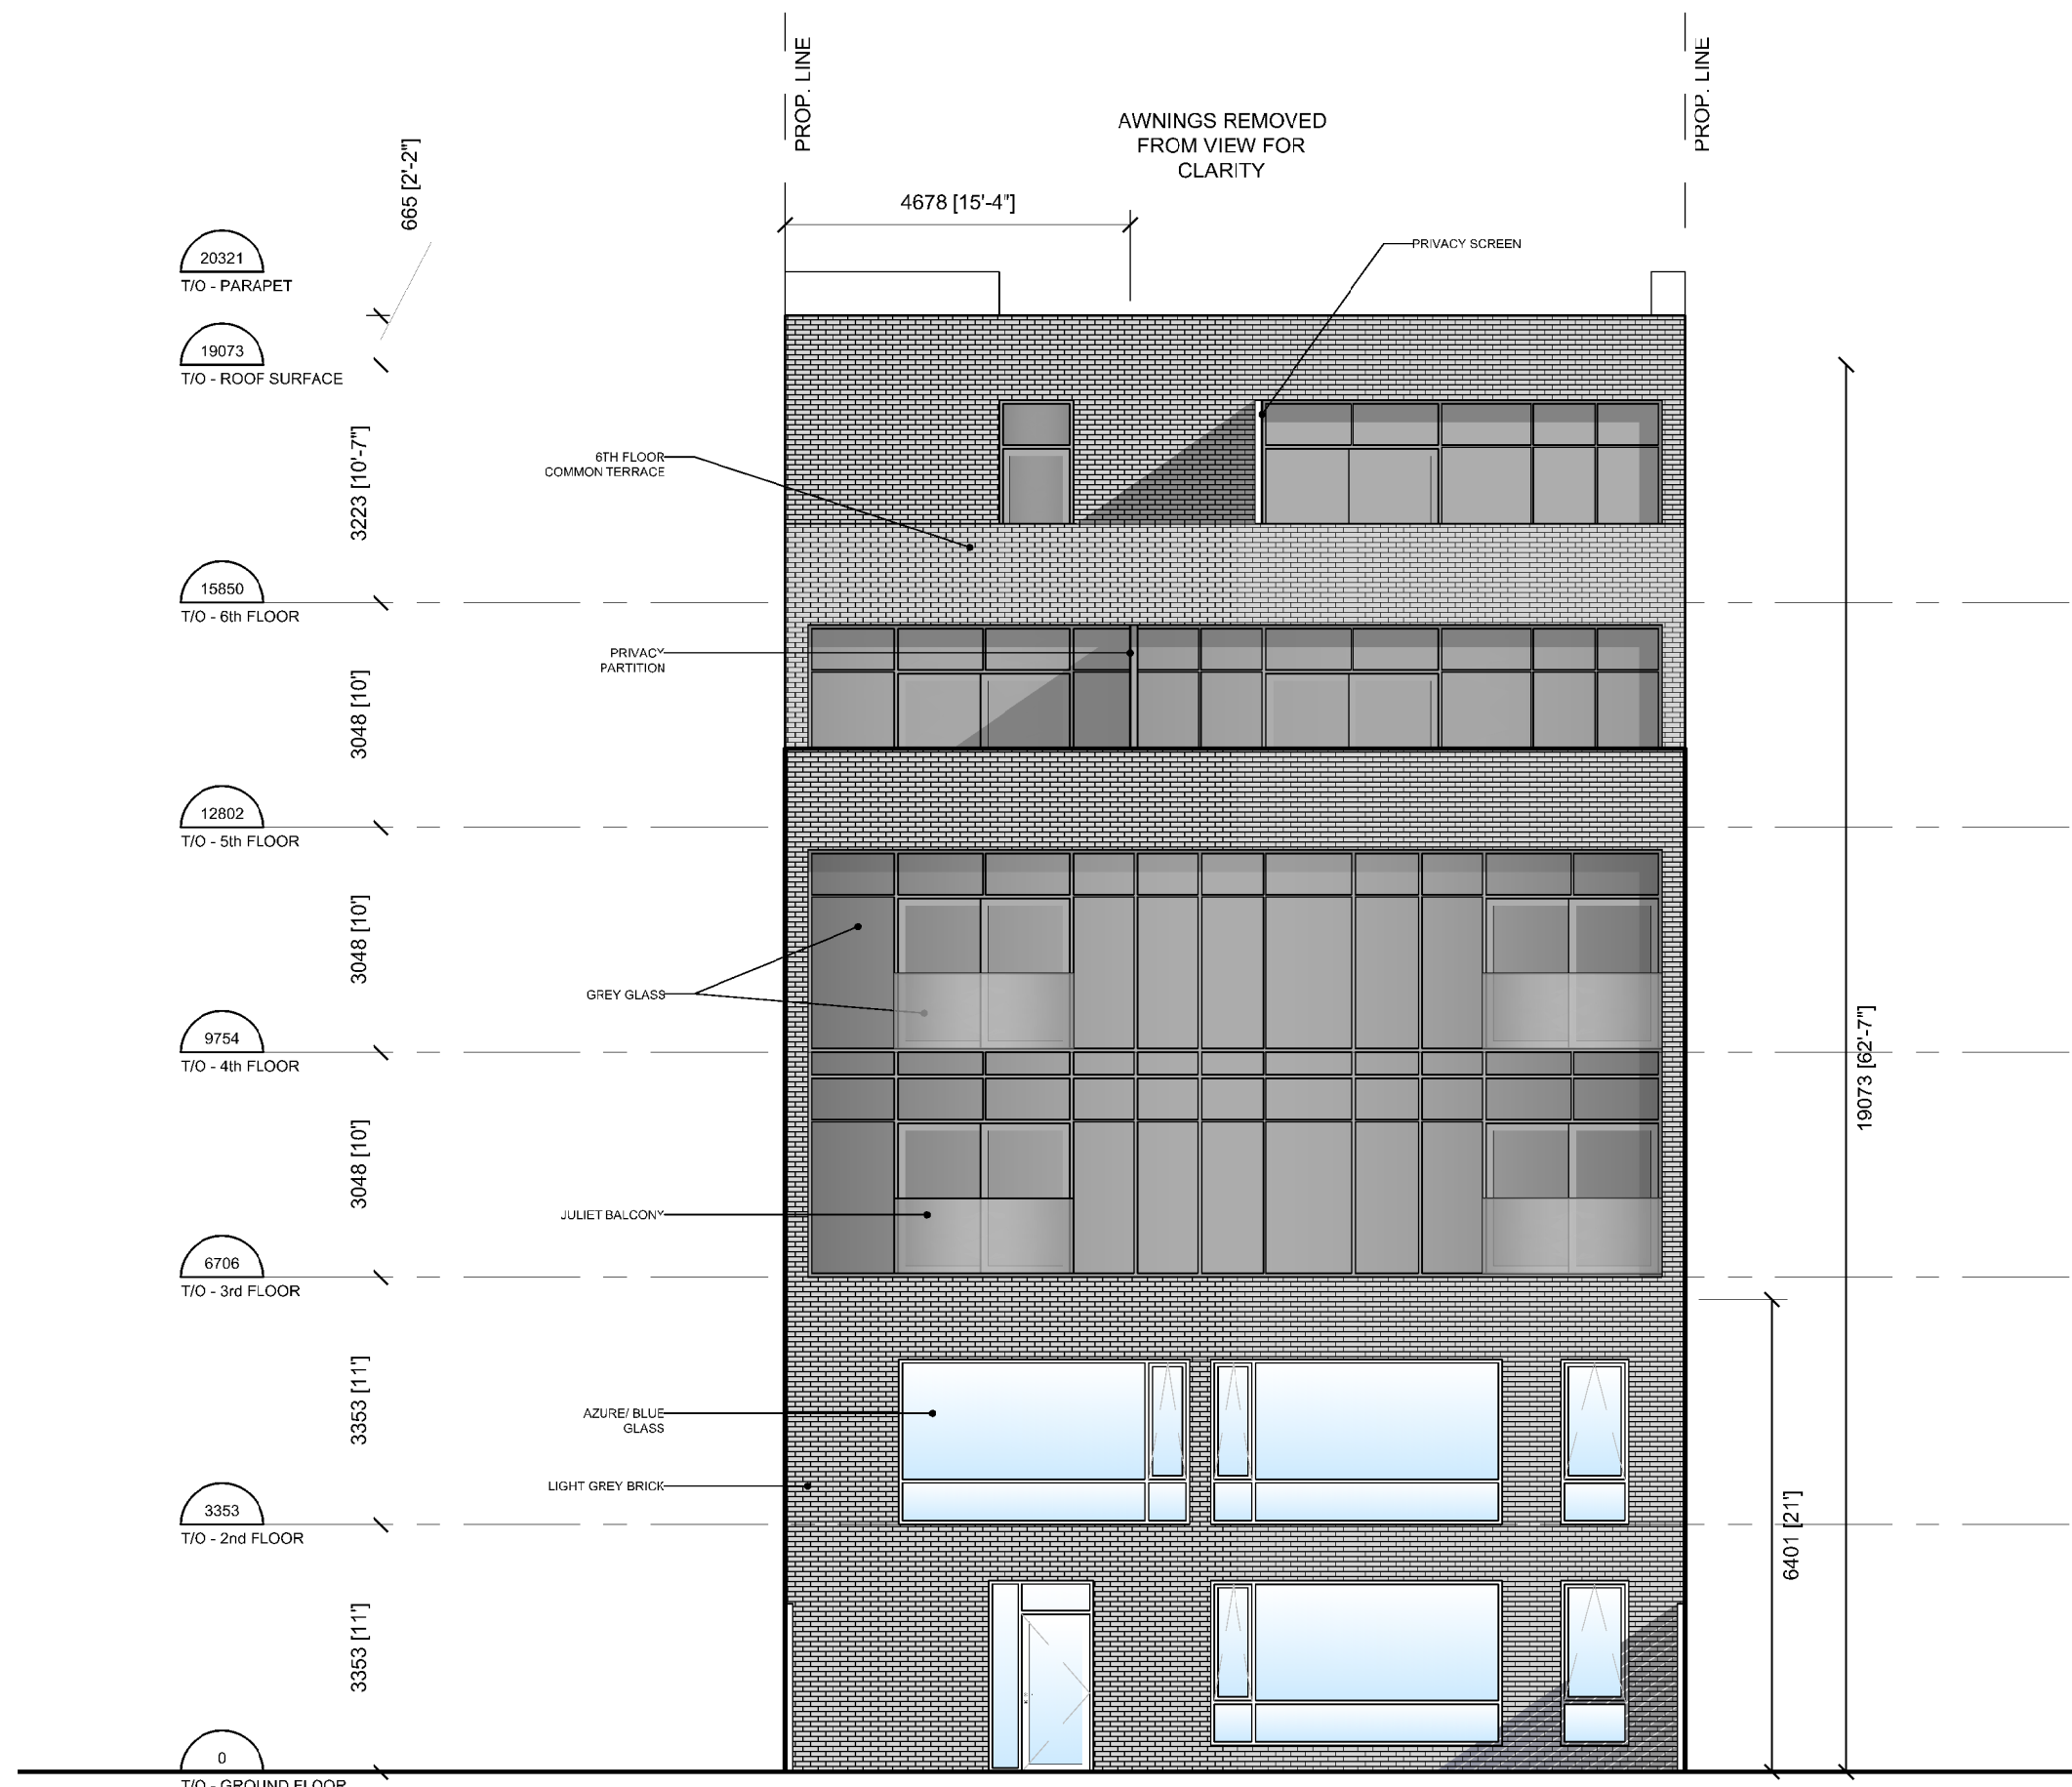 PROP. LINE
PROP. LINE
AWNINGS REMOVED
FROM VIEW FOR
CLARITY
665 [2'-2"]
4678 [15'-4"]
PRIVACY SCREEN
20321
T/O - PARAPET
19073
T/O - ROOF SURFACE
3223 [10'-7"]
6TH FLOOR
COMMON TERRACE
15850
T/O - 6th FLOOR
PRIVACY
PARTITION
3048 [10']
12802
T/O - 5th FLOOR
3048 [10']
GREY GLASS
9754
T/O - 4th FLOOR
19073 [62'-7"]
3048 [10']
JULIET BALCONY
6706
T/O - 3rd FLOOR
3353 [11']
AZURE/ BLUE
GLASS
LIGHT GREY BRICK
3353
T/O - 2nd FLOOR
6401 [21']
3353 [11']
0
T/O - GROUND FLOOR